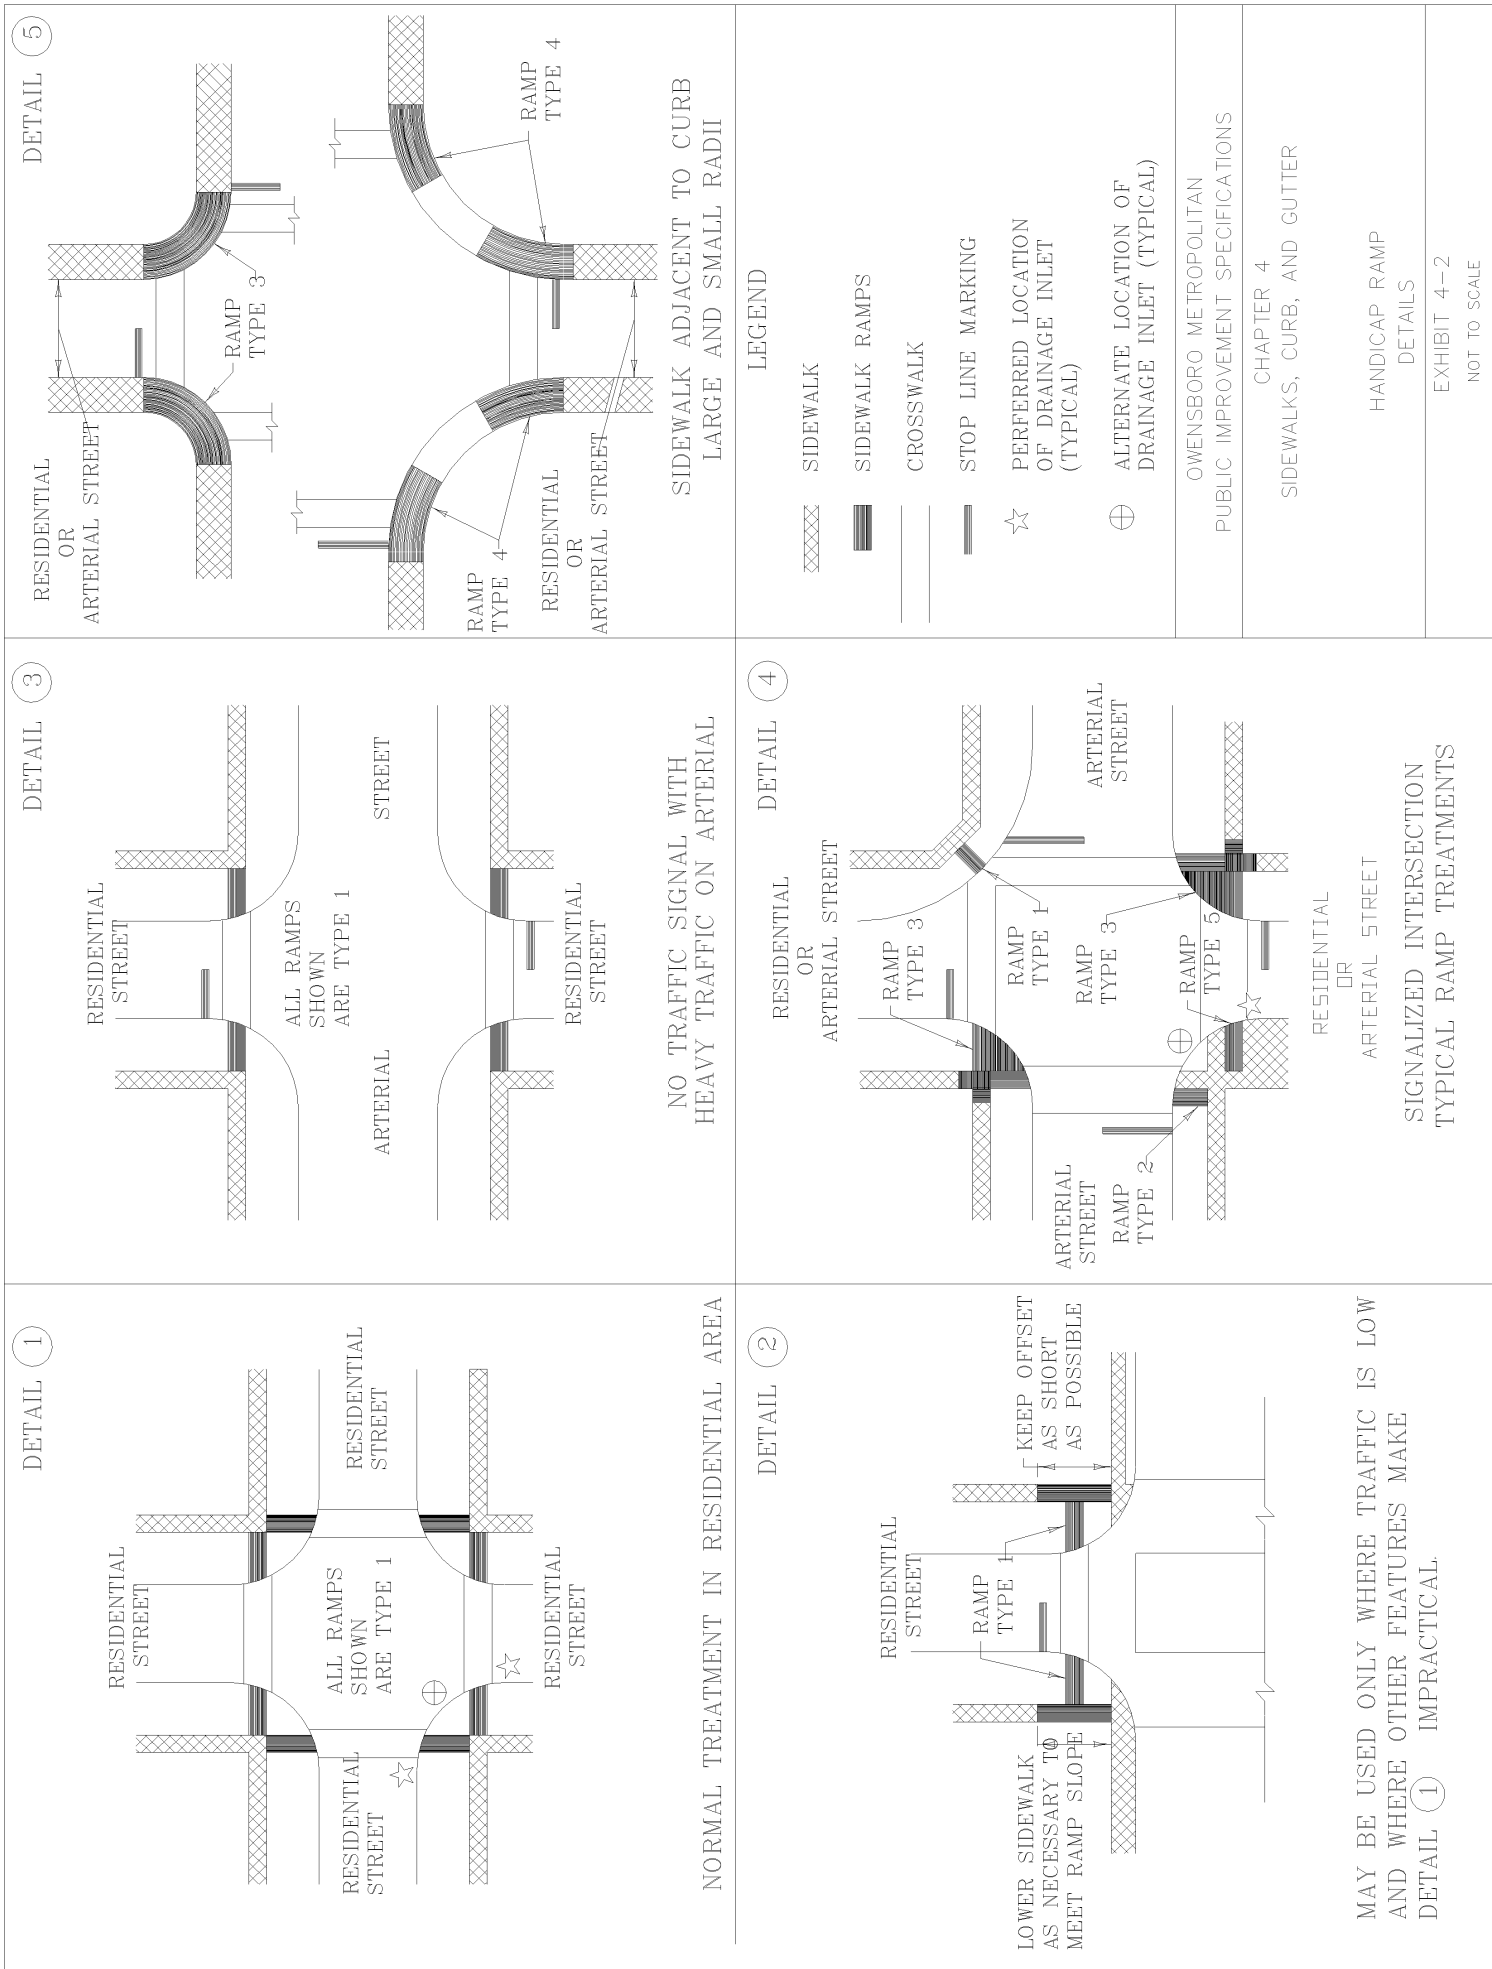 DETAIL 1
RESIDENTIAL
STREET
RESIDENTIAL
STREET
ALL RAMPS
SHOWN
ARE TYPE 1
RESIDENTIAL
STREET
RESIDENTIAL
STREET
NORMAL TREATMENT IN RESIDENTIAL AREA
DETAIL 3
RESIDENTIAL
STREET
ALL RAMPS
SHOWN
ARE TYPE 1
ARTERIAL STREET
RESIDENTIAL
STREET
NO TRAFFIC SIGNAL WITH
HEAVY TRAFFIC ON ARTERIAL
DETAIL 5
RESIDENTIAL
OR
ARTERIAL STREET
RAMP
TYPE 3
RAMP
TYPE 4
RAMP
TYPE 4
RESIDENTIAL
OR
ARTERIAL STREET
SIDEWALK ADJACENT TO CURB
LARGE AND SMALL RADII
DETAIL 2
RESIDENTIAL
STREET
RAMP
TYPE 1
KEEP OFFSET
AS SHORT
AS POSSIBLE
LOWER SIDEWALK
AS NECESSARY TO
MEET RAMP SLOPE
MAY BE USED ONLY WHERE TRAFFIC IS LOW
AND WHERE OTHER FEATURES MAKE
DETAIL 1 IMPRACTICAL.
DETAIL 4
RESIDENTIAL
OR
ARTERIAL STREET
RAMP
TYPE 3
RAMP
TYPE 1
RAMP
TYPE 3
RAMP
TYPE 5
ARTERIAL
STREET
ARTERIAL
STREET
RAMP
TYPE 2
RESIDENTIAL
OR
ARTERIAL STREET
SIGNALIZED INTERSECTION
TYPICAL RAMP TREATMENTS
LEGEND
SIDEWALK
SIDEWALK RAMPS
CROSSWALK
STOP LINE MARKING
PERFERRED LOCATION
OF DRAINAGE INLET
(TYPICAL)
ALTERNATE LOCATION OF
DRAINAGE INLET (TYPICAL)
OWENSBORO METROPOLITAN
PUBLIC IMPROVEMENT SPECIFICATIONS
CHAPTER 4
SIDEWALKS, CURB, AND GUTTER
HANDICAP RAMP
DETAILS
EXHIBIT 4-2
NOT TO SCALE